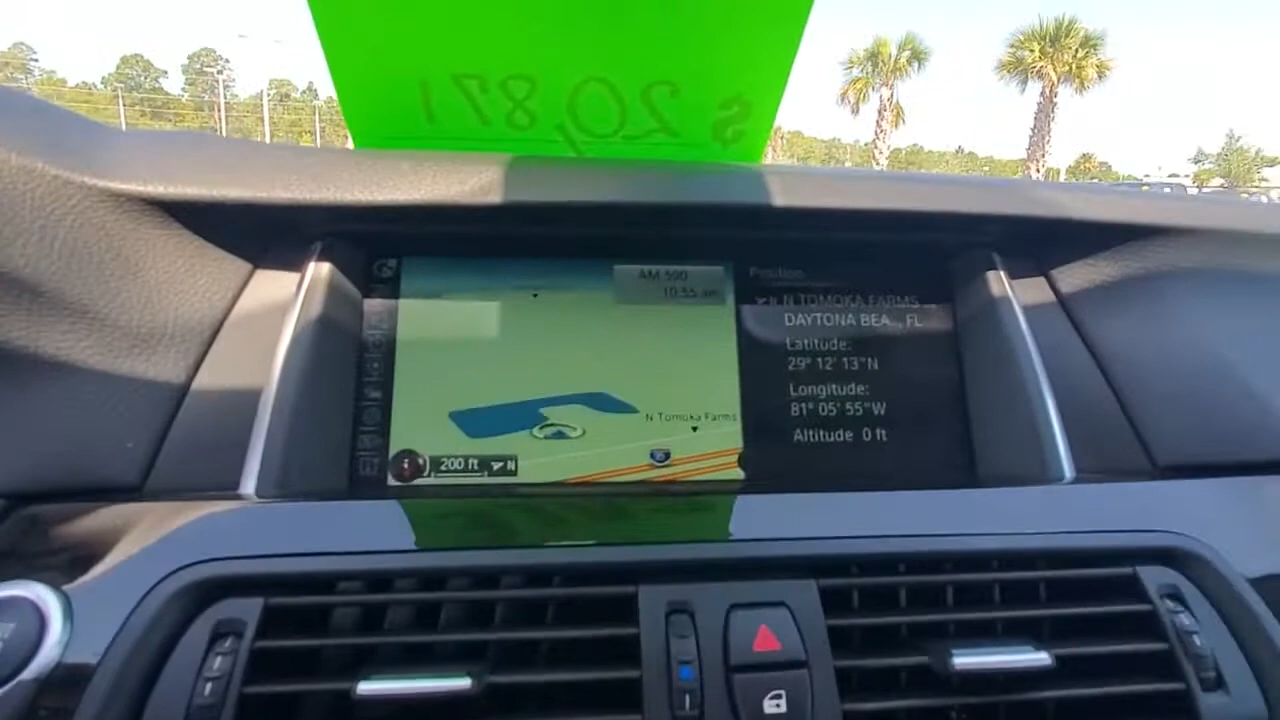 $ 20,871
AM 590
10:55 am
Position
N TOMOKA FARMS...
DAYTONA BEA..., FL
Latitude:
29° 12' 13"N
Longitude:
81° 05' 55"W
Altitude 0 ft
N Tomoka Farms
95
200 ft
N